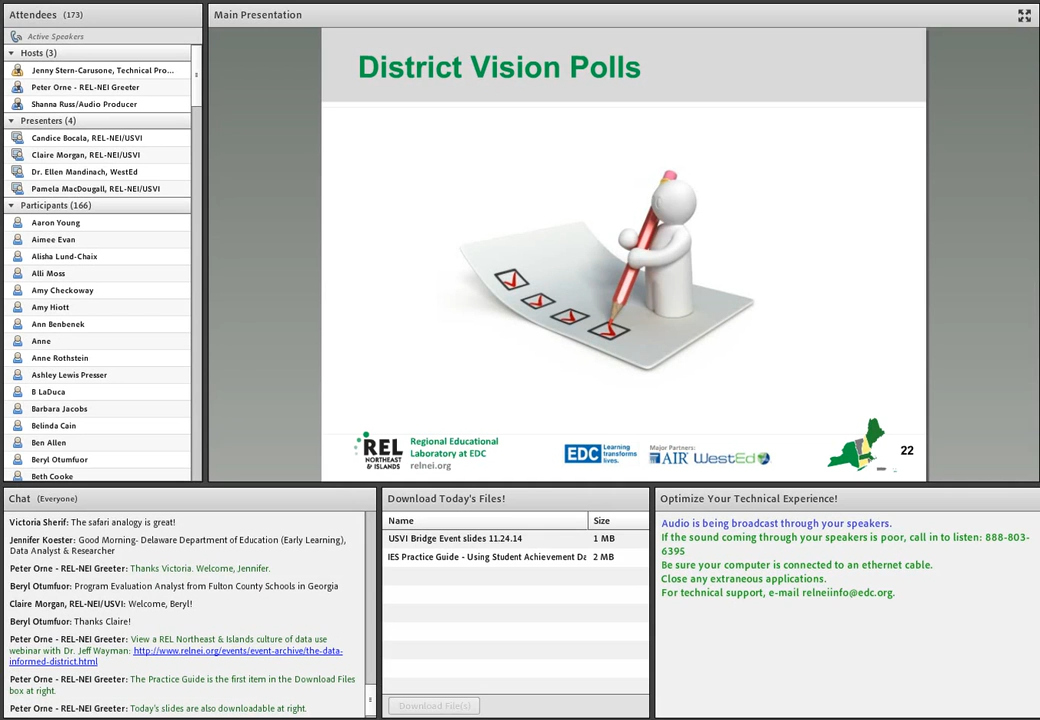 Attendees (173)
Active Speakers
Hosts (3)
Jenny Stern-Carusone, Technical Pro...
Peter Orne - REL-NEI Greeter
Shanna Russ/Audio Producer
Presenters (4)
Candice Bocala, REL-NEI/USVI
Claire Morgan, REL-NEI/USVI
Dr. Ellen Mandinach, WestEd
Pamela MacDougall, REL-NEI/USVI
Participants (166)
Aaron Young
Aimee Evan
Alisha Lund-Chaix
Alli Moss
Amy Checkoway
Amy Hiott
Ann Benbenek
Anne
Anne Rothstein
Ashley Lewis Presser
B LaDuca
Barbara Jacobs
Belinda Cain
Ben Allen
Beryl Otumfuor
Beth Cooke
Main Presentation
District Vision Polls
REL
NORTHEAST
& ISLANDS
Regional Educational
Laboratory at EDC
relnei.org
EDC
Learning
transforms
lives.
Major Partners:
AIR WestEd
22
Chat (Everyone)
Victoria Sherif: The safari analogy is great!
Jennifer Koester: Good Morning- Delaware Department of Education (Early Learning),
Data Analyst & Researcher
Peter Orne - REL-NEI Greeter: Thanks Victoria. Welcome, Jennifer.
Beryl Otumfuor: Program Evaluation Analyst from Fulton County Schools in Georgia
Claire Morgan, REL-NEI/USVI: Welcome, Beryl!
Beryl Otumfuor: Thanks Claire!
Peter Orne - REL-NEI Greeter: View a REL Northeast & Islands culture of data use
webinar with Dr. Jeff Wayman: http://www.relnei.org/events/event-archive/the-data-
informed-district.html
Peter Orne - REL-NEI Greeter: The Practice Guide is the first item in the Download Files
box at right.
Peter Orne - REL-NEI Greeter: Today's slides are also downloadable at right.
Download Today's Files!
Name Size
USVI Bridge Event slides 11.24.14 1 MB
IES Practice Guide - Using Student Achievement Da 2 MB
Download File(s)
Optimize Your Technical Experience!
Audio is being broadcast through your speakers.
If the sound coming through your speakers is poor, call in to listen: 888-803-
6395
Be sure your computer is connected to an ethernet cable.
Close any extraneous applications.
For technical support, e-mail relneiinfo@edc.org.